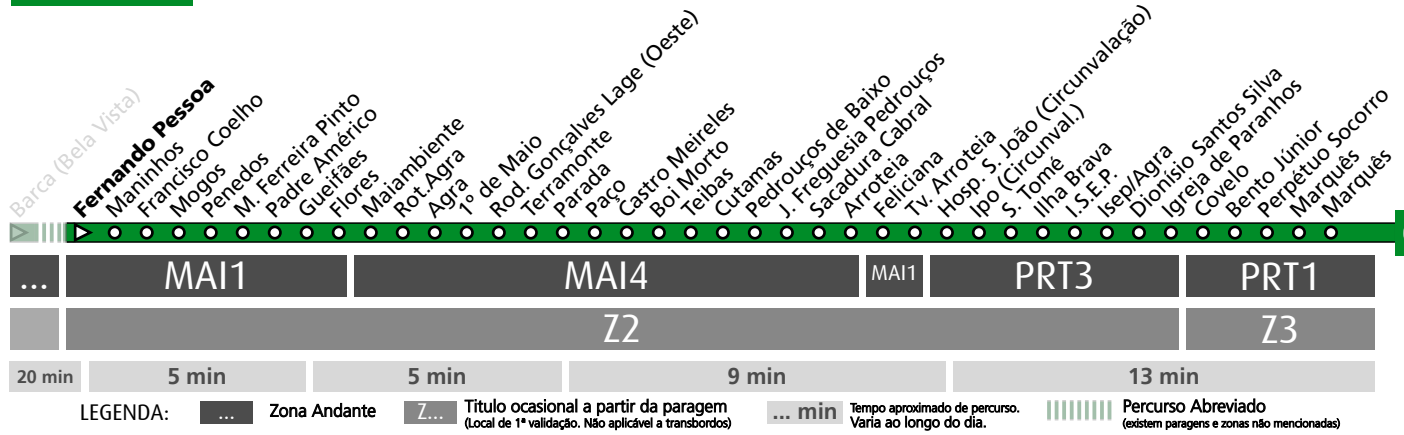 Barca (Bela Vista)
Fernando Pessoa
Maninhos
Francisco Coelho
Mogos
Penedos
M. Ferreira Pinto
Padre Américo
Gueifães
Flores
Maiambiente
Rot.Agra
Agra
1º de Maio
Rod. Gonçalves Lage (Oeste)
Terramonte
Parada
Paço
Castro Meireles
Boi Morto
Teibas
Cutamas
Pedrouços de Baixo
J. Freguesia Pedrouços
Sacadura Cabral
Arroteia
Feliciana
Tv. Arroteia
Hosp. S. João (Circunvalação)
Ipo (Circunval.)
S. Tomé
Ilha Brava
I.S.E.P.
Isep/Agra
Dionisio Santos Silva
Igreja de Paranhos
Covelo
Bento Júnior
Perpétuo Socorro
Marquês
Marquês
... MAI1 MAI4 MAI1 PRT3 PRT1
Z2 Z3
20 min 5 min 5 min 9 min 13 min
LEGENDA:
... Zona Andante
Z... Titulo ocasional a partir da paragem
(Local de 1ª validação. Não aplicável a transbordos)
... min Tempo aproximado de percurso.
Varia ao longo do dia.
Percurso Abreviado
(existem paragens e zonas não mencionadas)